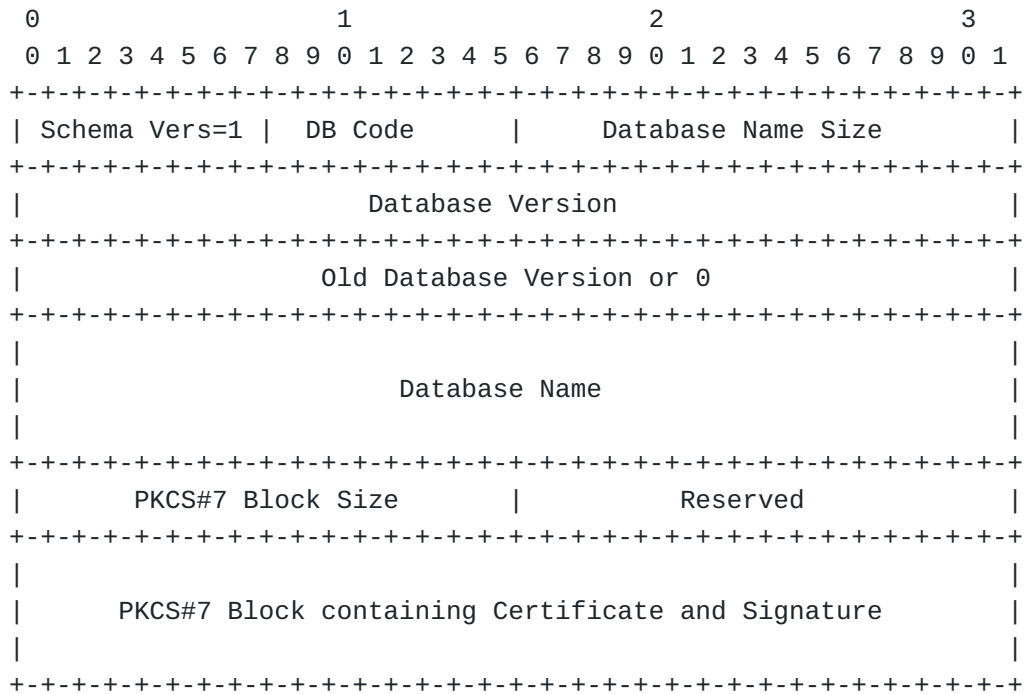 0                   1                   2                   3
 0 1 2 3 4 5 6 7 8 9 0 1 2 3 4 5 6 7 8 9 0 1 2 3 4 5 6 7 8 9 0 1
+-+-+-+-+-+-+-+-+-+-+-+-+-+-+-+-+-+-+-+-+-+-+-+-+-+-+-+-+-+-+-+-+
| Schema Vers=1 |  DB Code      |     Database Name Size        |
+-+-+-+-+-+-+-+-+-+-+-+-+-+-+-+-+-+-+-+-+-+-+-+-+-+-+-+-+-+-+-+-+
|                      Database Version                         |
+-+-+-+-+-+-+-+-+-+-+-+-+-+-+-+-+-+-+-+-+-+-+-+-+-+-+-+-+-+-+-+-+
|                   Old Database Version or 0                   |
+-+-+-+-+-+-+-+-+-+-+-+-+-+-+-+-+-+-+-+-+-+-+-+-+-+-+-+-+-+-+-+-+
|                                                               |
|                        Database Name                          |
|                                                               |
+-+-+-+-+-+-+-+-+-+-+-+-+-+-+-+-+-+-+-+-+-+-+-+-+-+-+-+-+-+-+-+-+
|       PKCS#7 Block Size       |          Reserved             |
+-+-+-+-+-+-+-+-+-+-+-+-+-+-+-+-+-+-+-+-+-+-+-+-+-+-+-+-+-+-+-+-+
|                                                               |
|      PKCS#7 Block containing Certificate and Signature        |
|                                                               |
+-+-+-+-+-+-+-+-+-+-+-+-+-+-+-+-+-+-+-+-+-+-+-+-+-+-+-+-+-+-+-+-+